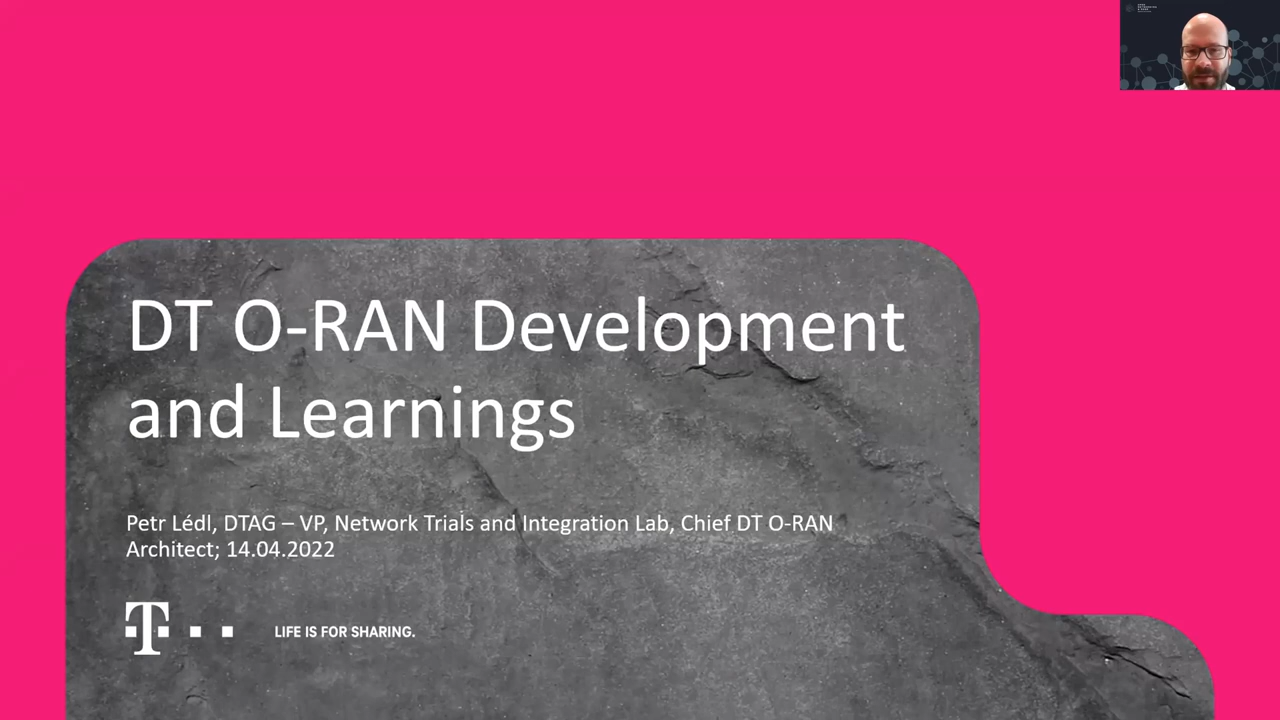 DT O-RAN Development
and Learnings
Petr Lédl, DTAG – VP, Network Trials and Integration Lab, Chief DT O-RAN
Architect; 14.04.2022
T
LIFE IS FOR SHARING.